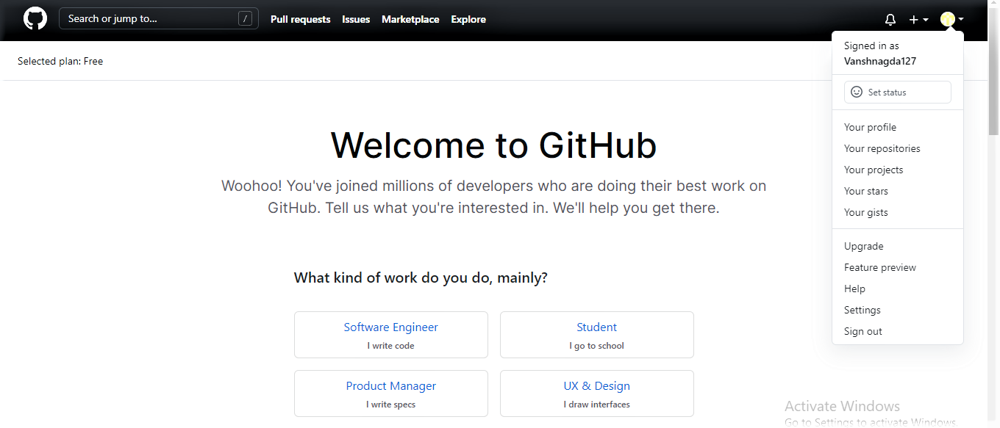 Search or jump to... /
Pull requests
Issues
Marketplace
Explore
Selected plan: Free
Signed in as
Vanshnagda127
Set status
Your profile
Your repositories
Your projects
Your stars
Your gists
Upgrade
Feature preview
Help
Settings
Sign out
Welcome to GitHub
Woohoo! You've joined millions of developers who are doing their best work on
GitHub. Tell us what you're interested in. We'll help you get there.
What kind of work do you do, mainly?
Software Engineer
I write code
Student
I go to school
Product Manager
I write specs
UX & Design
I draw interfaces
Activate Windows
Go to Settings to activate Windows.